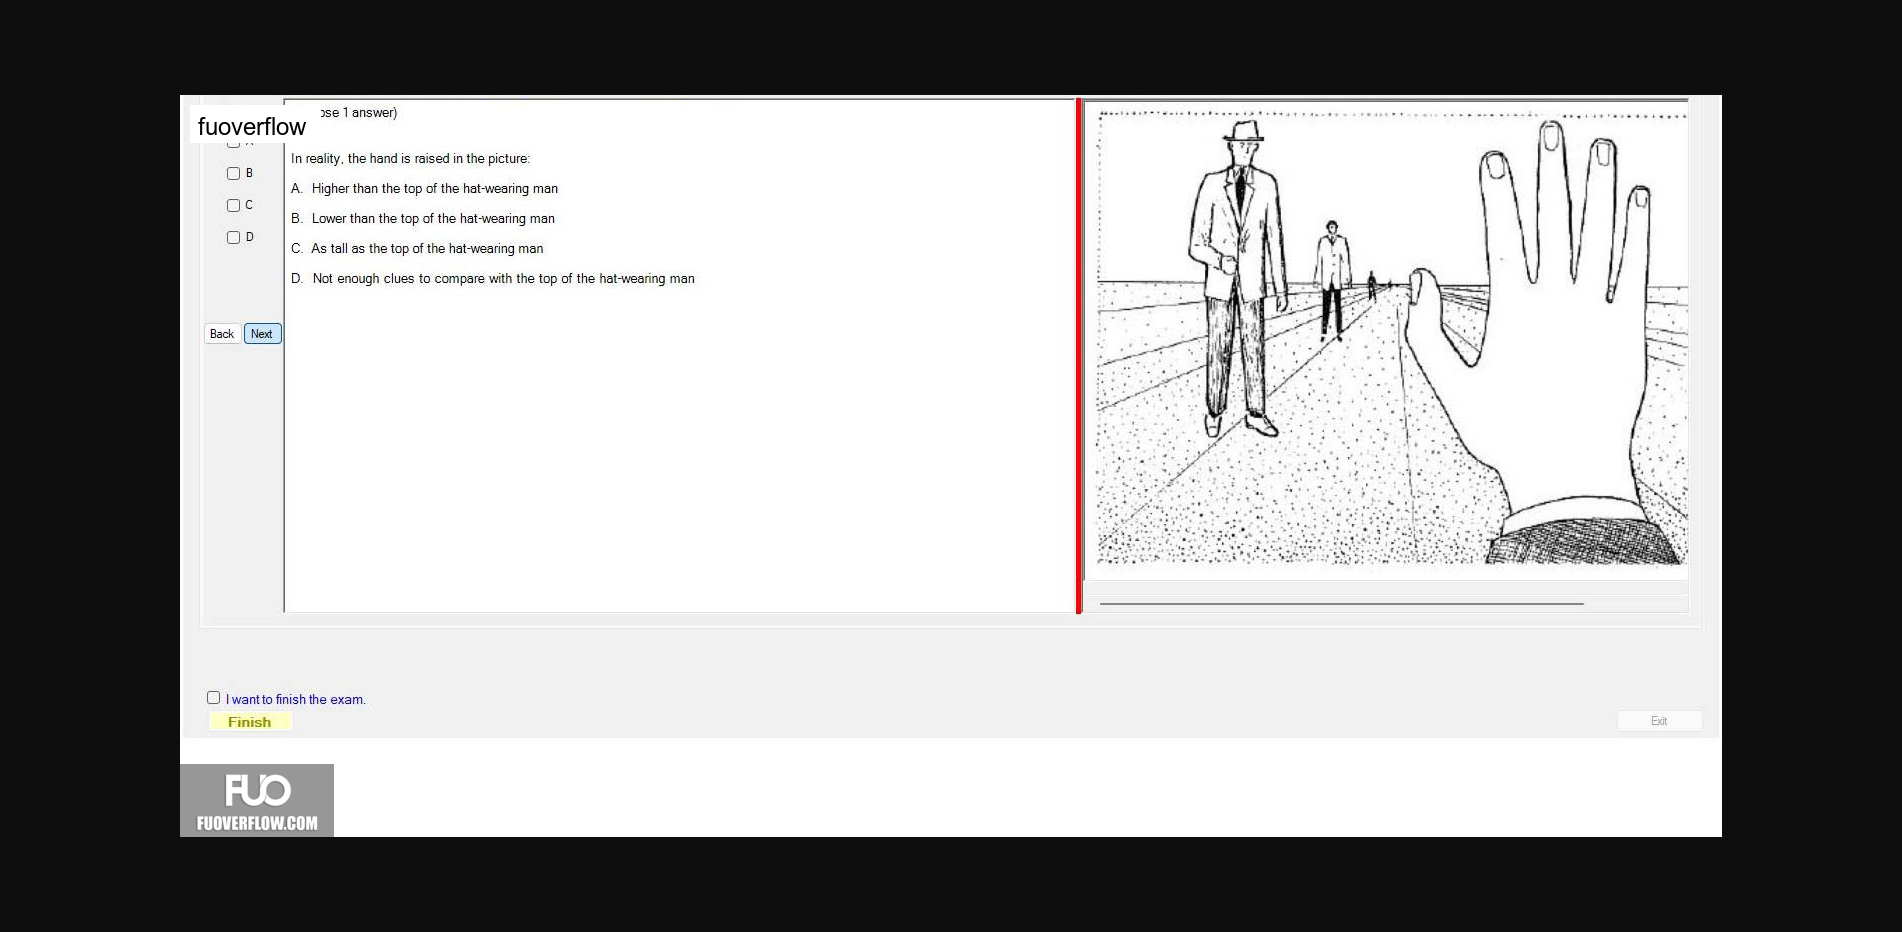 ose 1 answer)
fuoverflow
In reality, the hand is raised in the picture:
B
A. Higher than the top of the hat-wearing man
C
B. Lower than the top of the hat-wearing man
D
C. As tall as the top of the hat-wearing man
D. Not enough clues to compare with the top of the hat-wearing man
Back Next
I want to finish the exam.
Finish
Exit
FUO
FUOVERFLOW.COM